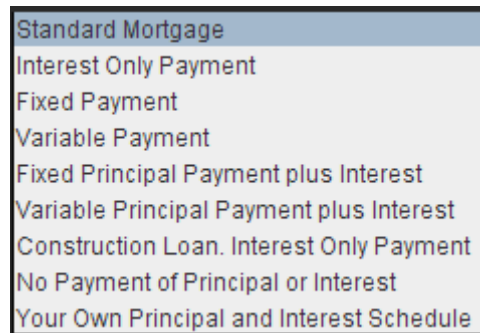 Standard Mortgage
Interest Only Payment
Fixed Payment
Variable Payment
Fixed Principal Payment plus Interest
Variable Principal Payment plus Interest
Construction Loan. Interest Only Payment
No Payment of Principal or Interest
Your Own Principal and Interest Schedule